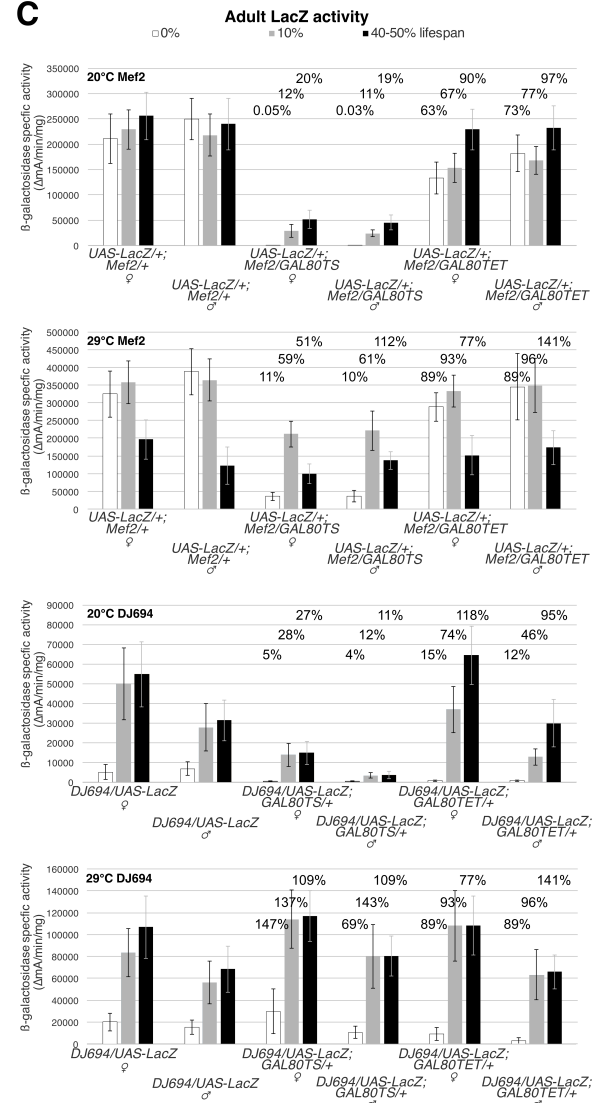 C
Adult LacZ activity
0% 10% 40-50% lifespan
ß-galactosidase specfic activity
(ΔmA/min/mg)
20°C Mef2
350000
300000
250000
200000
150000
100000
50000
0
20% 19% 90% 97%
12% 11% 67% 77%
0.05% 0.03% 63% 73%
UAS-LacZ/+;
Mef2/+
♀
UAS-LacZ/+;
Mef2/+
♂
UAS-LacZ/+;
Mef2/GAL80TS
♀
UAS-LacZ/+;
Mef2/GAL80TS
♂
UAS-LacZ/+;
Mef2/GAL80TET
♀
UAS-LacZ/+;
Mef2/GAL80TET
♂
ß-galactosidase specfic activity
(ΔmA/min/mg)
29°C Mef2
500000
450000
400000
350000
300000
250000
200000
150000
100000
50000
0
51% 112% 77% 141%
59% 61% 93% 96%
11% 10% 89% 89%
UAS-LacZ/+;
Mef2/+
♀
UAS-LacZ/+;
Mef2/+
♂
UAS-LacZ/+;
Mef2/GAL80TS
♀
UAS-LacZ/+;
Mef2/GAL80TS
♂
UAS-LacZ/+;
Mef2/GAL80TET
♀
UAS-LacZ/+;
Mef2/GAL80TET
♂
ß-galactosidase specfic activity
(ΔmA/min/mg)
20°C DJ694
90000
80000
70000
60000
50000
40000
30000
20000
10000
0
27% 11% 118% 95%
28% 12% 74% 46%
5% 4% 15% 12%
DJ694/UAS-LacZ
♀
DJ694/UAS-LacZ
♂
DJ694/UAS-LacZ;
GAL80TS/+
♀
DJ694/UAS-LacZ;
GAL80TS/+
♂
DJ694/UAS-LacZ;
GAL80TET/+
♀
DJ694/UAS-LacZ;
GAL80TET/+
♂
ß-galactosidase specfic activity
(ΔmA/min/mg)
29°C DJ694
160000
140000
120000
100000
80000
60000
40000
20000
0
109% 109% 77% 141%
137% 143% 93% 96%
147% 69% 89% 89%
DJ694/UAS-LacZ
♀
DJ694/UAS-LacZ
♂
DJ694/UAS-LacZ;
GAL80TS/+
♀
DJ694/UAS-LacZ;
GAL80TS/+
♂
DJ694/UAS-LacZ;
GAL80TET/+
♀
DJ694/UAS-LacZ;
GAL80TET/+
♂